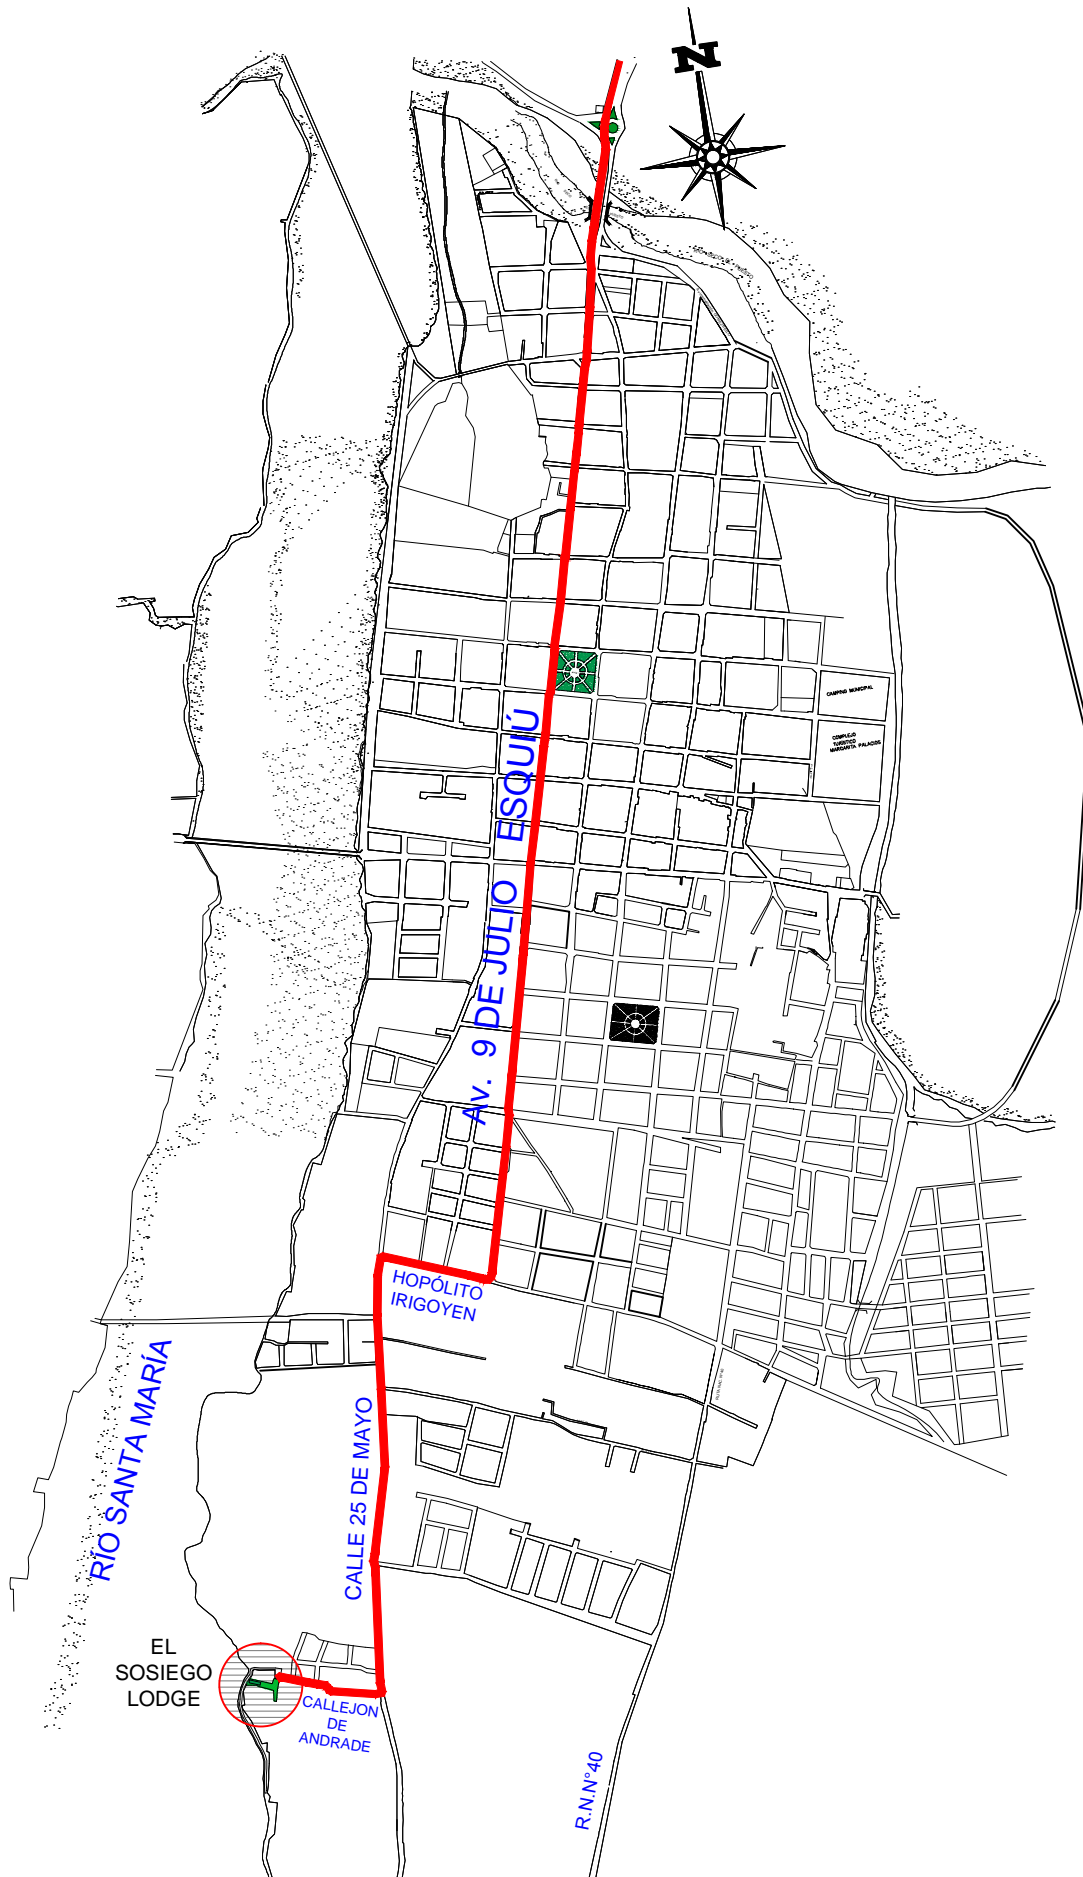 N
CAMPING MUNICIPAL
COMPLEJO
TURISTICO
MARGARITA PALACIOS
Av. 9 DE JULIO ESQUIÚ
HOPÓLITO
IRIGOYEN
RÍO SANTA MARÍA
CALLE 25 DE MAYO
EL
SOSIEGO
LODGE
CALLEJON
DE
ANDRADE
R.N.N°40